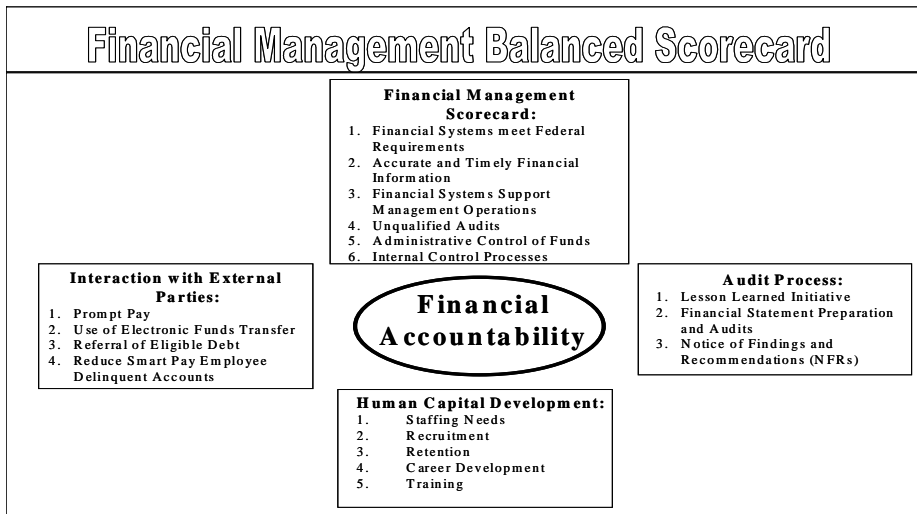 Financial Management Balanced Scorecard
Financial Management
Scorecard:
1. Financial Systems meet Federal
Requirements
2. Accurate and Timely Financial
Information
3. Financial Systems Support
Management Operations
4. Unqualified Audits
5. Administrative Control of Funds
6. Internal Control Processes
Interaction with External
Parties:
1. Prompt Pay
2. Use of Electronic Funds Transfer
3. Referral of Eligible Debt
4. Reduce Smart Pay Employee
Delinquent Accounts
Financial
Accountability
Audit Process:
1. Lesson Learned Initiative
2. Financial Statement Preparation
and Audits
3. Notice of Findings and
Recommendations (NFRs)
Human Capital Development:
1. Staffing Needs
2. Recruitment
3. Retention
4. Career Development
5. Training